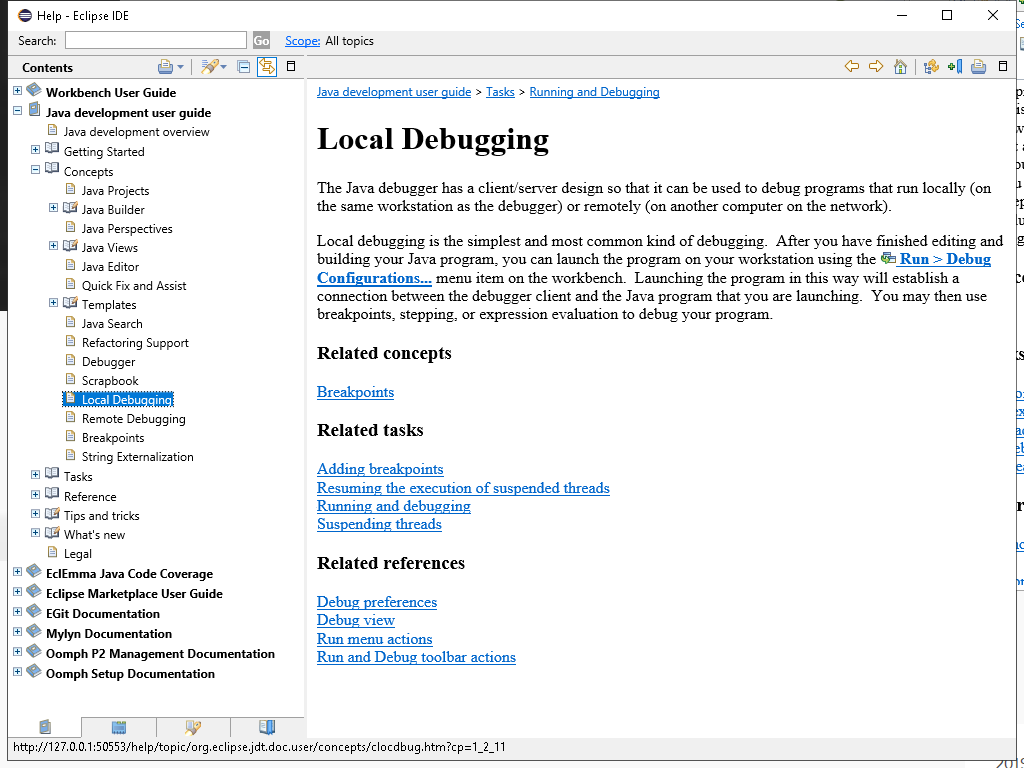 Help - Eclipse IDE
Search:
Go
Scope: All topics
Contents
Workbench User Guide
Java development user guide
Java development overview
Getting Started
Concepts
Java Projects
Java Builder
Java Perspectives
Java Views
Java Editor
Quick Fix and Assist
Templates
Java Search
Refactoring Support
Debugger
Scrapbook
Local Debugging
Remote Debugging
Breakpoints
String Externalization
Tasks
Reference
Tips and tricks
What's new
Legal
EclEmma Java Code Coverage
Eclipse Marketplace User Guide
EGit Documentation
Mylyn Documentation
Oomph P2 Management Documentation
Oomph Setup Documentation
Java development user guide > Tasks > Running and Debugging
Local Debugging
The Java debugger has a client/server design so that it can be used to debug programs that run locally (on
the same workstation as the debugger) or remotely (on another computer on the network).
Local debugging is the simplest and most common kind of debugging. After you have finished editing and
building your Java program, you can launch the program on your workstation using the Run > Debug
Configurations... menu item on the workbench. Launching the program in this way will establish a
connection between the debugger client and the Java program that you are launching. You may then use
breakpoints, stepping, or expression evaluation to debug your program.
Related concepts
Breakpoints
Related tasks
Adding breakpoints
Resuming the execution of suspended threads
Running and debugging
Suspending threads
Related references
Debug preferences
Debug view
Run menu actions
Run and Debug toolbar actions
http://127.0.0.1:50553/help/topic/org.eclipse.jdt.doc.user/concepts/clocdbug.htm?cp=1_2_11